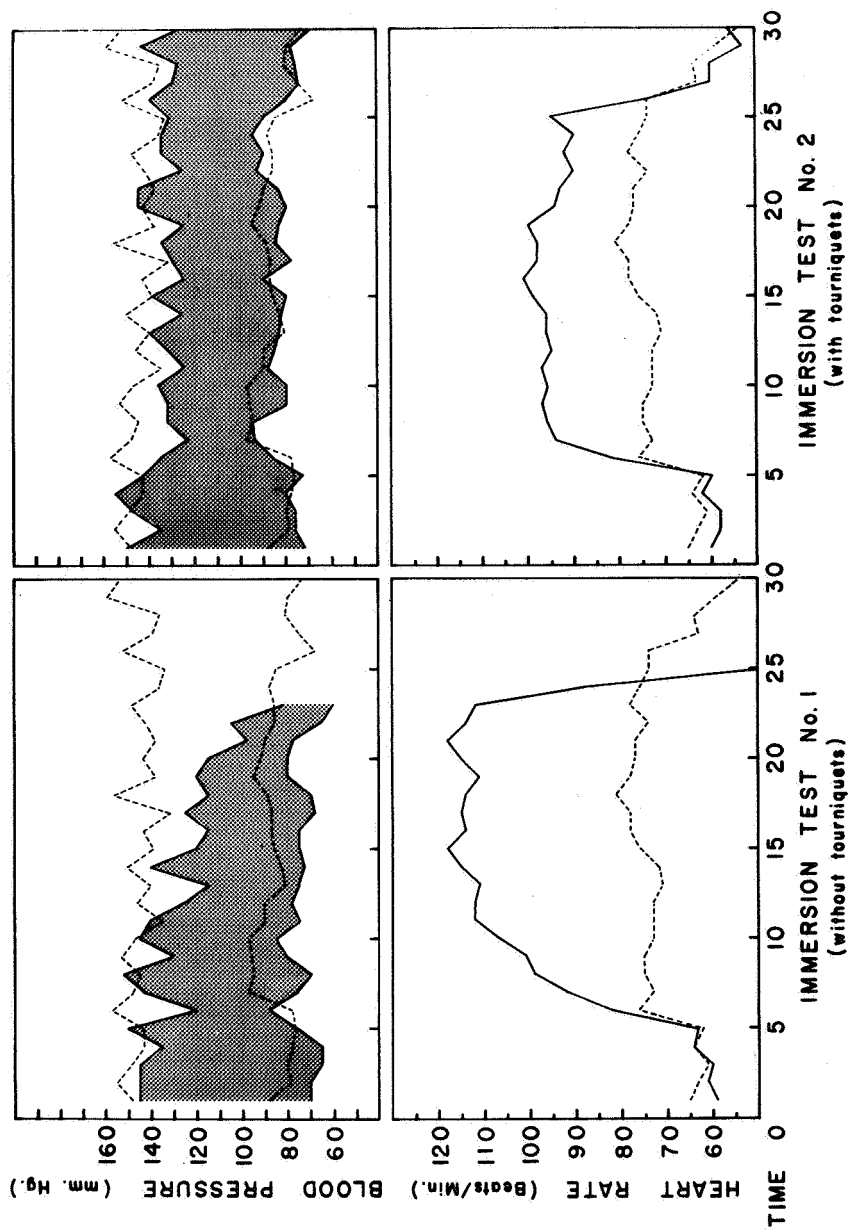 BLOOD PRESSURE
(mm. Hg.)
160
140
120
100
80
60
HEART RATE
(Beats/Min.)
120
110
100
90
80
70
60
TIME 0 5 10 15 20 25 30
5 10 15 20 25 30
IMMERSION TEST No. 1
(without tourniquets)
IMMERSION TEST No. 2
(with tourniquets)